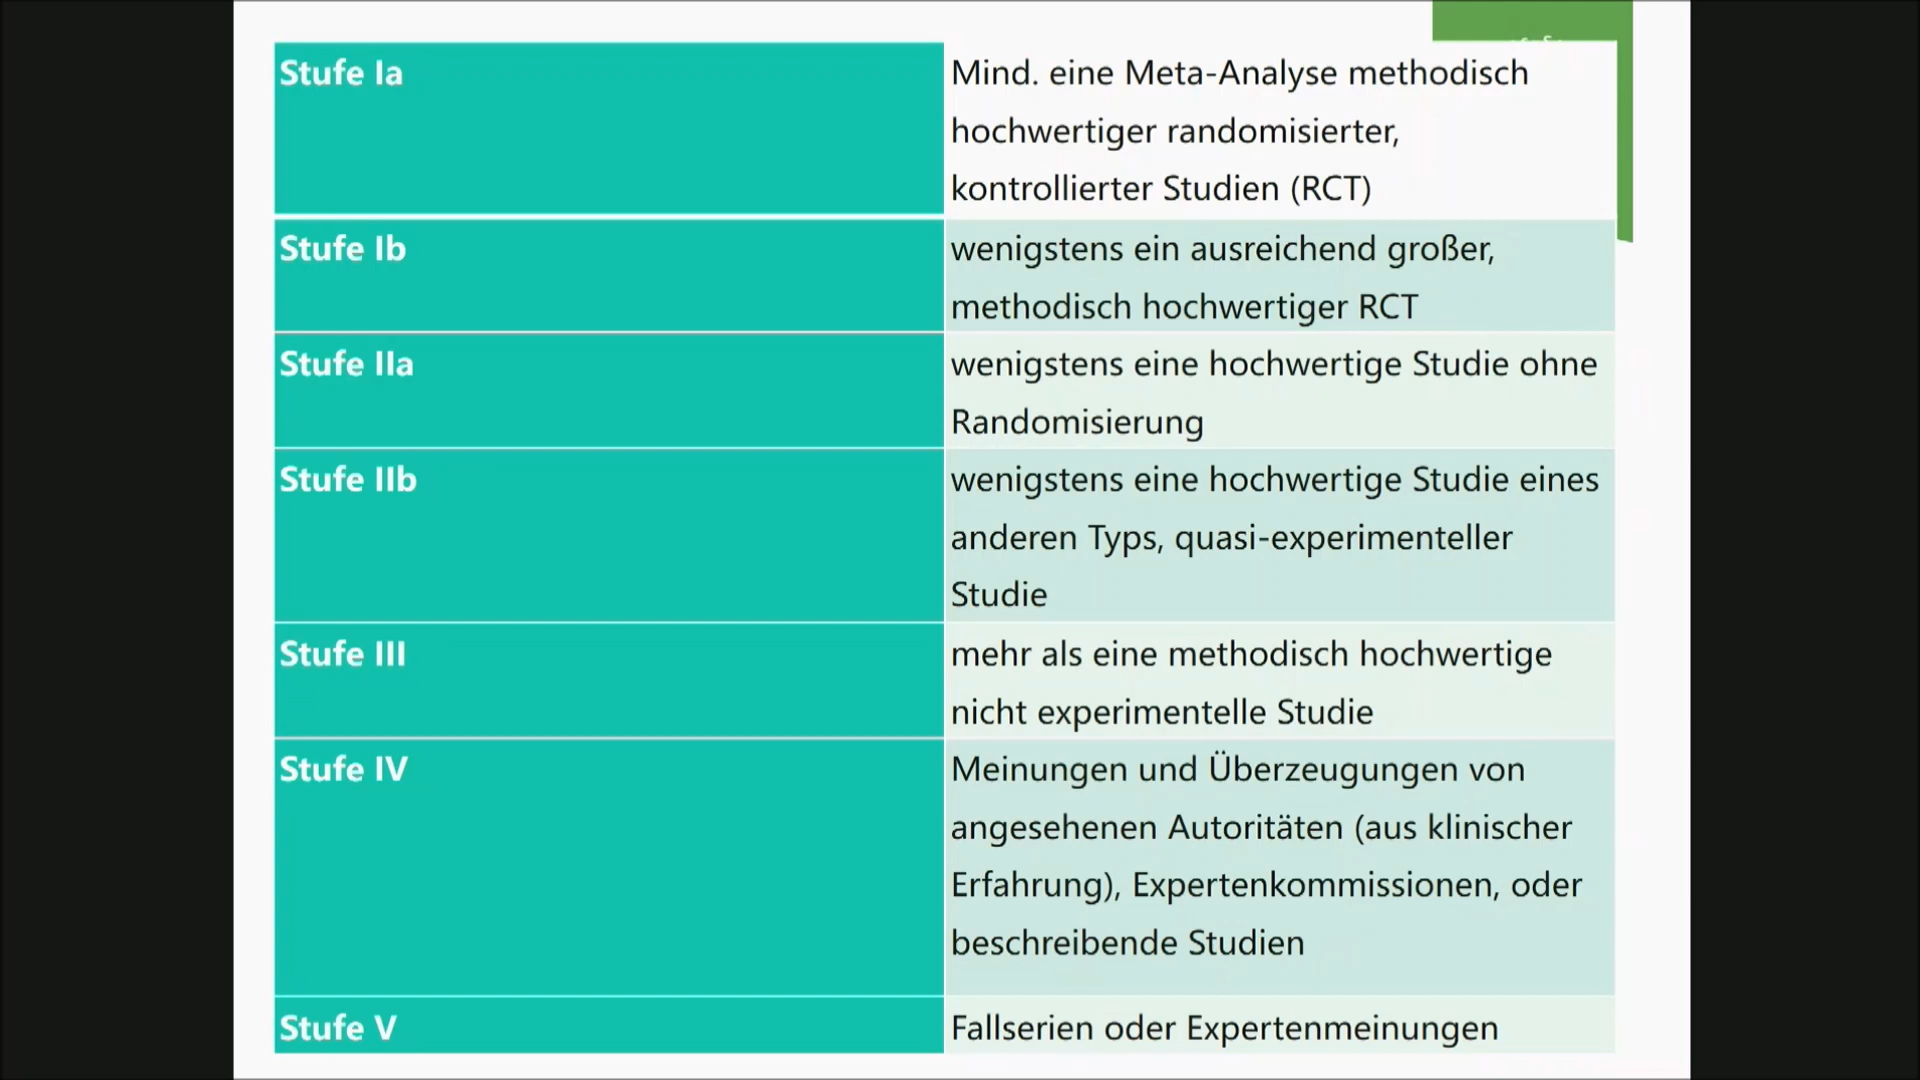 Stufe Ia
Mind. eine Meta-Analyse methodisch
hochwertiger randomisierter,
kontrollierter Studien (RCT)
Stufe Ib
wenigstens ein ausreichend großer,
methodisch hochwertiger RCT
Stufe IIa
wenigstens eine hochwertige Studie ohne
Randomisierung
Stufe IIb
wenigstens eine hochwertige Studie eines
anderen Typs, quasi-experimenteller
Studie
Stufe III
mehr als eine methodisch hochwertige
nicht experimentelle Studie
Stufe IV
Meinungen und Überzeugungen von
angesehenen Autoritäten (aus klinischer
Erfahrung), Expertenkommissionen, oder
beschreibende Studien
Stufe V
Fallserien oder Expertenmeinungen